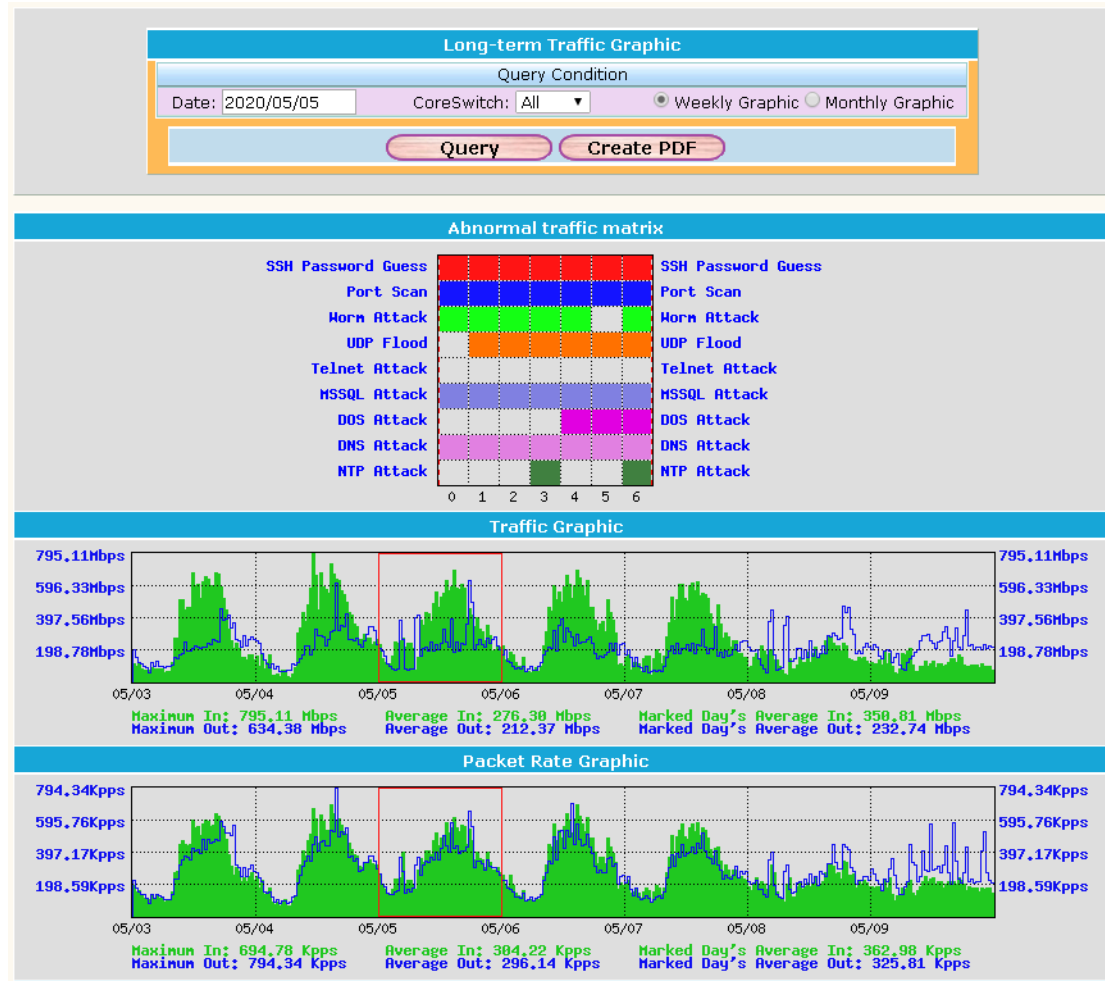 Long-term Traffic Graphic
Query Condition
Date: 2020/05/05 CoreSwitch: All Weekly Graphic Monthly Graphic
Query Create PDF
Abnormal traffic matrix
SSH Password Guess SSH Password Guess
Port Scan Port Scan
Worm Attack Worm Attack
UDP Flood UDP Flood
Telnet Attack Telnet Attack
MSSQL Attack MSSQL Attack
DOS Attack DOS Attack
DNS Attack DNS Attack
NTP Attack NTP Attack
0 1 2 3 4 5 6
Traffic Graphic
795.11Mbps 795.11Mbps
596.33Mbps 596.33Mbps
397.56Mbps 397.56Mbps
198.78Mbps 198.78Mbps
05/03 05/04 05/05 05/06 05/07 05/08 05/09
Maximum In: 795.11 Mbps Average In: 276.30 Mbps Marked Day's Average In: 350.81 Mbps
Maximum Out: 634.38 Mbps Average Out: 212.37 Mbps Marked Day's Average Out: 232.74 Mbps
Packet Rate Graphic
794.34Kpps 794.34Kpps
595.76Kpps 595.76Kpps
397.17Kpps 397.17Kpps
198.59Kpps 198.59Kpps
05/03 05/04 05/05 05/06 05/07 05/08 05/09
Maximum In: 694.78 Kpps Average In: 304.22 Kpps Marked Day's Average In: 362.98 Kpps
Maximum Out: 794.34 Kpps Average Out: 296.14 Kpps Marked Day's Average Out: 325.81 Kpps